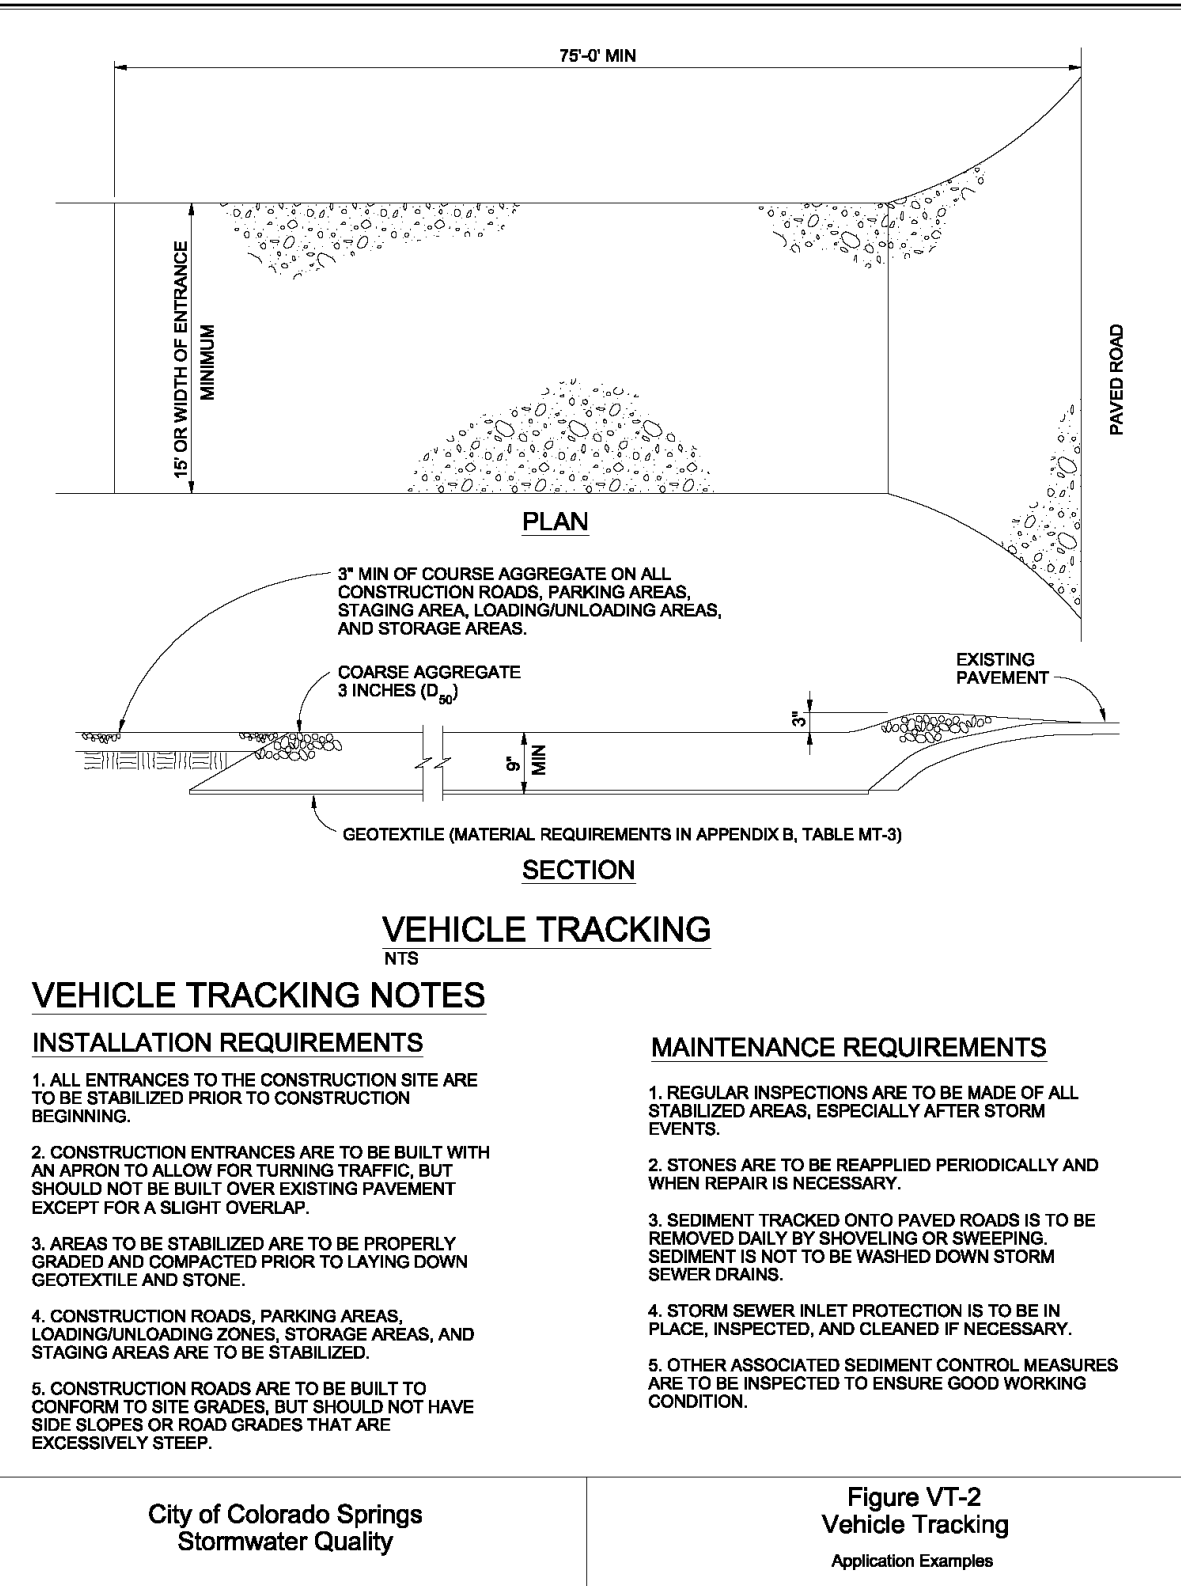 75'-0' MIN
15' OR WIDTH OF ENTRANCE
MINIMUM
PAVED ROAD
PLAN
3" MIN OF COURSE AGGREGATE ON ALL
CONSTRUCTION ROADS, PARKING AREAS,
STAGING AREA, LOADING/UNLOADING AREAS,
AND STORAGE AREAS.
COARSE AGGREGATE
3 INCHES (D50)
EXISTING
PAVEMENT
3"
9"
MIN
GEOTEXTILE (MATERIAL REQUIREMENTS IN APPENDIX B, TABLE MT-3)
SECTION
VEHICLE TRACKING
NTS
VEHICLE TRACKING NOTES
INSTALLATION REQUIREMENTS
1. ALL ENTRANCES TO THE CONSTRUCTION SITE ARE
TO BE STABILIZED PRIOR TO CONSTRUCTION
BEGINNING.
2. CONSTRUCTION ENTRANCES ARE TO BE BUILT WITH
AN APRON TO ALLOW FOR TURNING TRAFFIC, BUT
SHOULD NOT BE BUILT OVER EXISTING PAVEMENT
EXCEPT FOR A SLIGHT OVERLAP.
3. AREAS TO BE STABILIZED ARE TO BE PROPERLY
GRADED AND COMPACTED PRIOR TO LAYING DOWN
GEOTEXTILE AND STONE.
4. CONSTRUCTION ROADS, PARKING AREAS,
LOADING/UNLOADING ZONES, STORAGE AREAS, AND
STAGING AREAS ARE TO BE STABILIZED.
5. CONSTRUCTION ROADS ARE TO BE BUILT TO
CONFORM TO SITE GRADES, BUT SHOULD NOT HAVE
SIDE SLOPES OR ROAD GRADES THAT ARE
EXCESSIVELY STEEP.
MAINTENANCE REQUIREMENTS
1. REGULAR INSPECTIONS ARE TO BE MADE OF ALL
STABILIZED AREAS, ESPECIALLY AFTER STORM
EVENTS.
2. STONES ARE TO BE REAPPLIED PERIODICALLY AND
WHEN REPAIR IS NECESSARY.
3. SEDIMENT TRACKED ONTO PAVED ROADS IS TO BE
REMOVED DAILY BY SHOVELING OR SWEEPING.
SEDIMENT IS NOT TO BE WASHED DOWN STORM
SEWER DRAINS.
4. STORM SEWER INLET PROTECTION IS TO BE IN
PLACE, INSPECTED, AND CLEANED IF NECESSARY.
5. OTHER ASSOCIATED SEDIMENT CONTROL MEASURES
ARE TO BE INSPECTED TO ENSURE GOOD WORKING
CONDITION.
City of Colorado Springs
Stormwater Quality
Figure VT-2
Vehicle Tracking
Application Examples